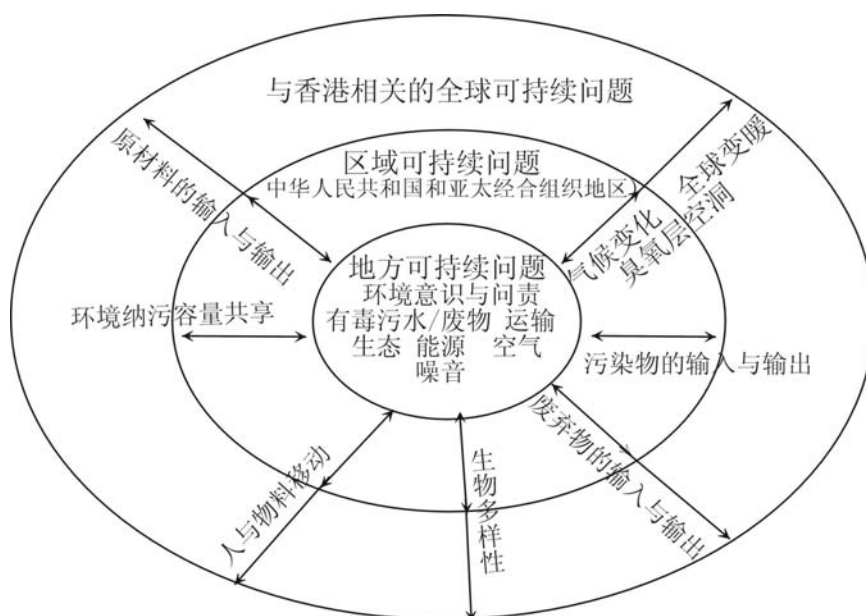 与香港相关的全球可持续问题
原材料的输入与输出
区域可持续问题
中华人民共和国和亚太经合组织地区)
全球变暖
气候变化
臭氧层空洞
地方可持续问题
环境意识与问责
有毒污水/废物 运输
生态 能源 空气
噪音
环境纳污容量共享
污染物的输入与输出
废弃物的输入与输出
人与物料移动
生物多样性